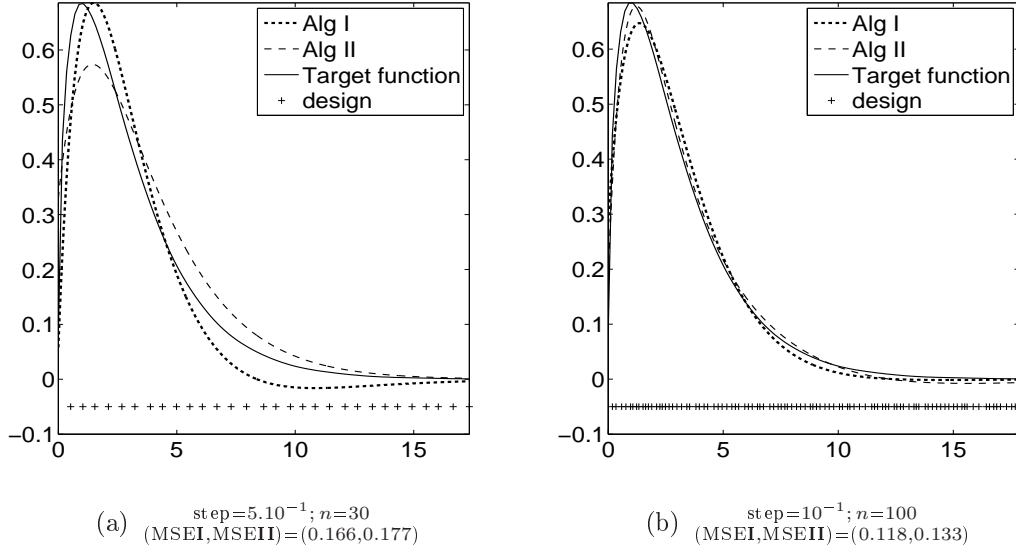 Alg I
Alg II
Target function
design
0.6
0.5
0.4
0.3
0.2
0.1
0
−0.1
0 5 10 15
(a) step=5.10⁻¹; n=30
(MSEI,MSEII)=(0.166,0.177)
Alg I
Alg II
Target function
design
0.6
0.5
0.4
0.3
0.2
0.1
0
−0.1
0 5 10 15
(b) step=10⁻¹; n=100
(MSEI,MSEII)=(0.118,0.133)